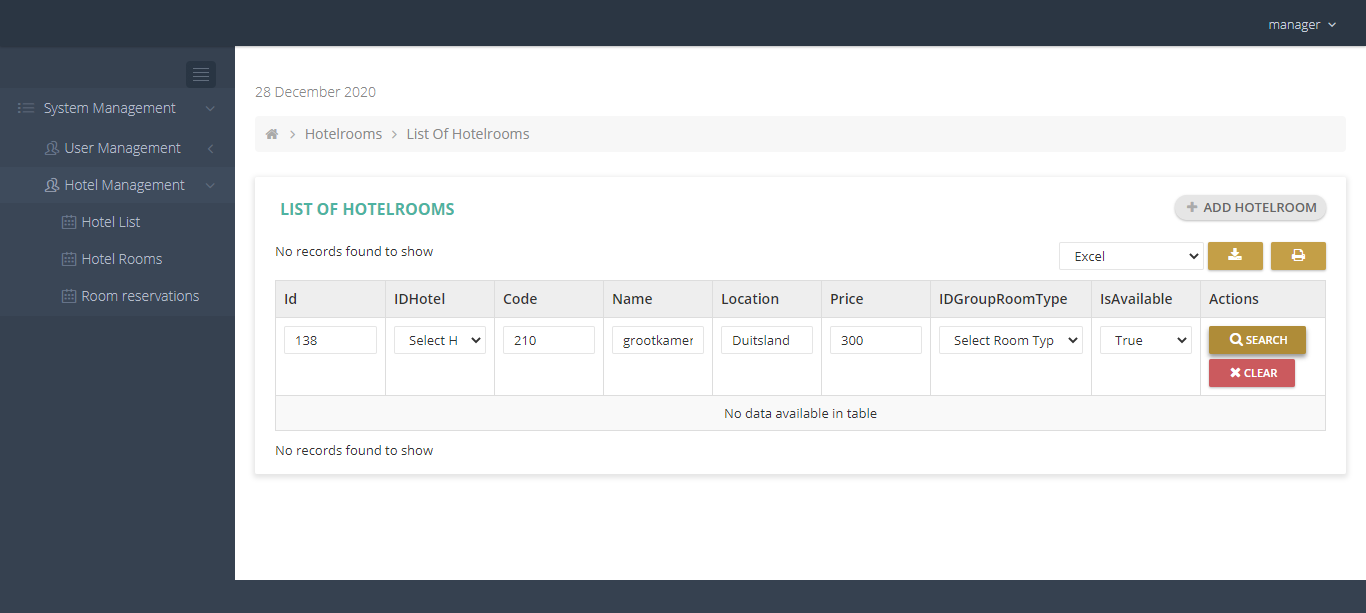 manager
28 December 2020
System Management
Hotelrooms > List Of Hotelrooms
User Management
Hotel Management
Hotel List
Hotel Rooms
Room reservations
LIST OF HOTELROOMS
ADD HOTELROOM
No records found to show
Excel
Id IDHotel Code Name Location Price IDGroupRoomType IsAvailable Actions
138 Select H 210 grootkamer Duitsland 300 Select Room Typ True SEARCH
CLEAR
No data available in table
No records found to show